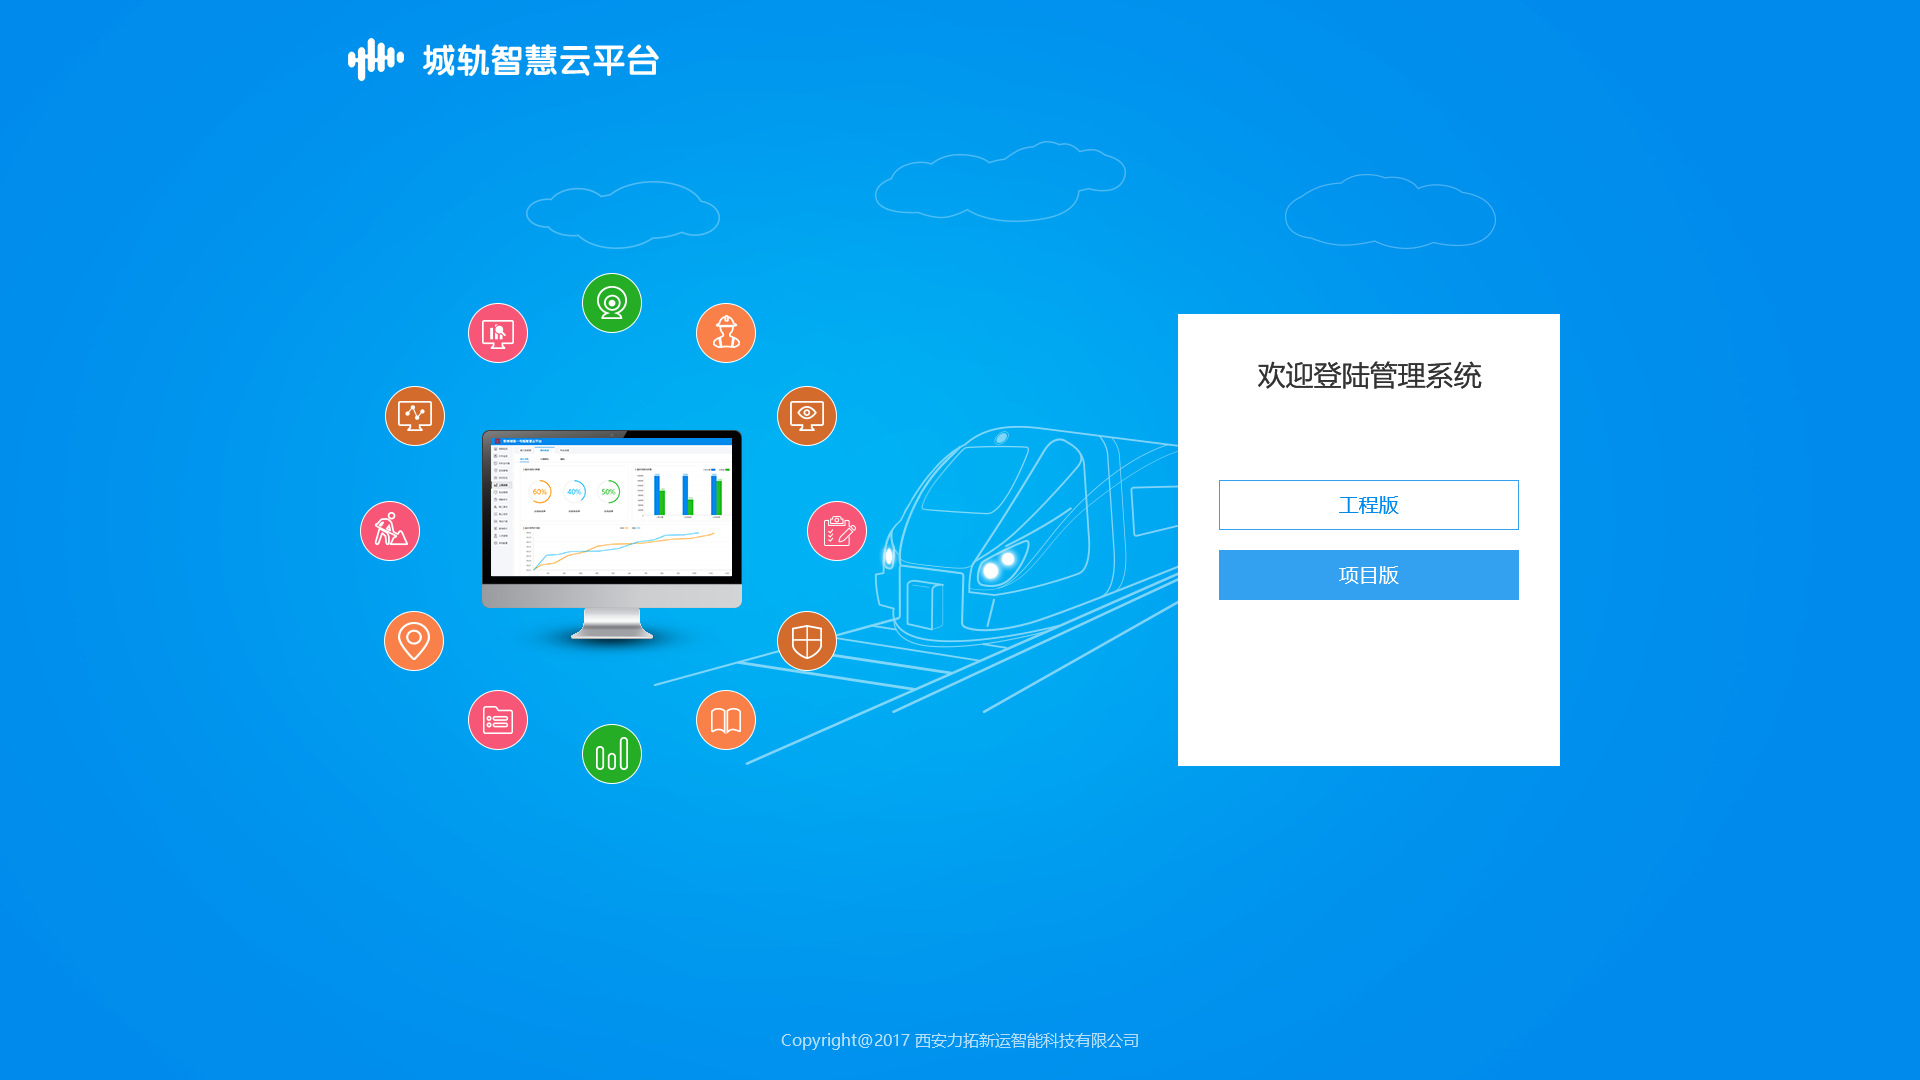 城轨智慧云平台
欢迎登陆管理系统
60%
40%
50%
工程版
项目版
Copyright@2017 西安力拓新运智能科技有限公司